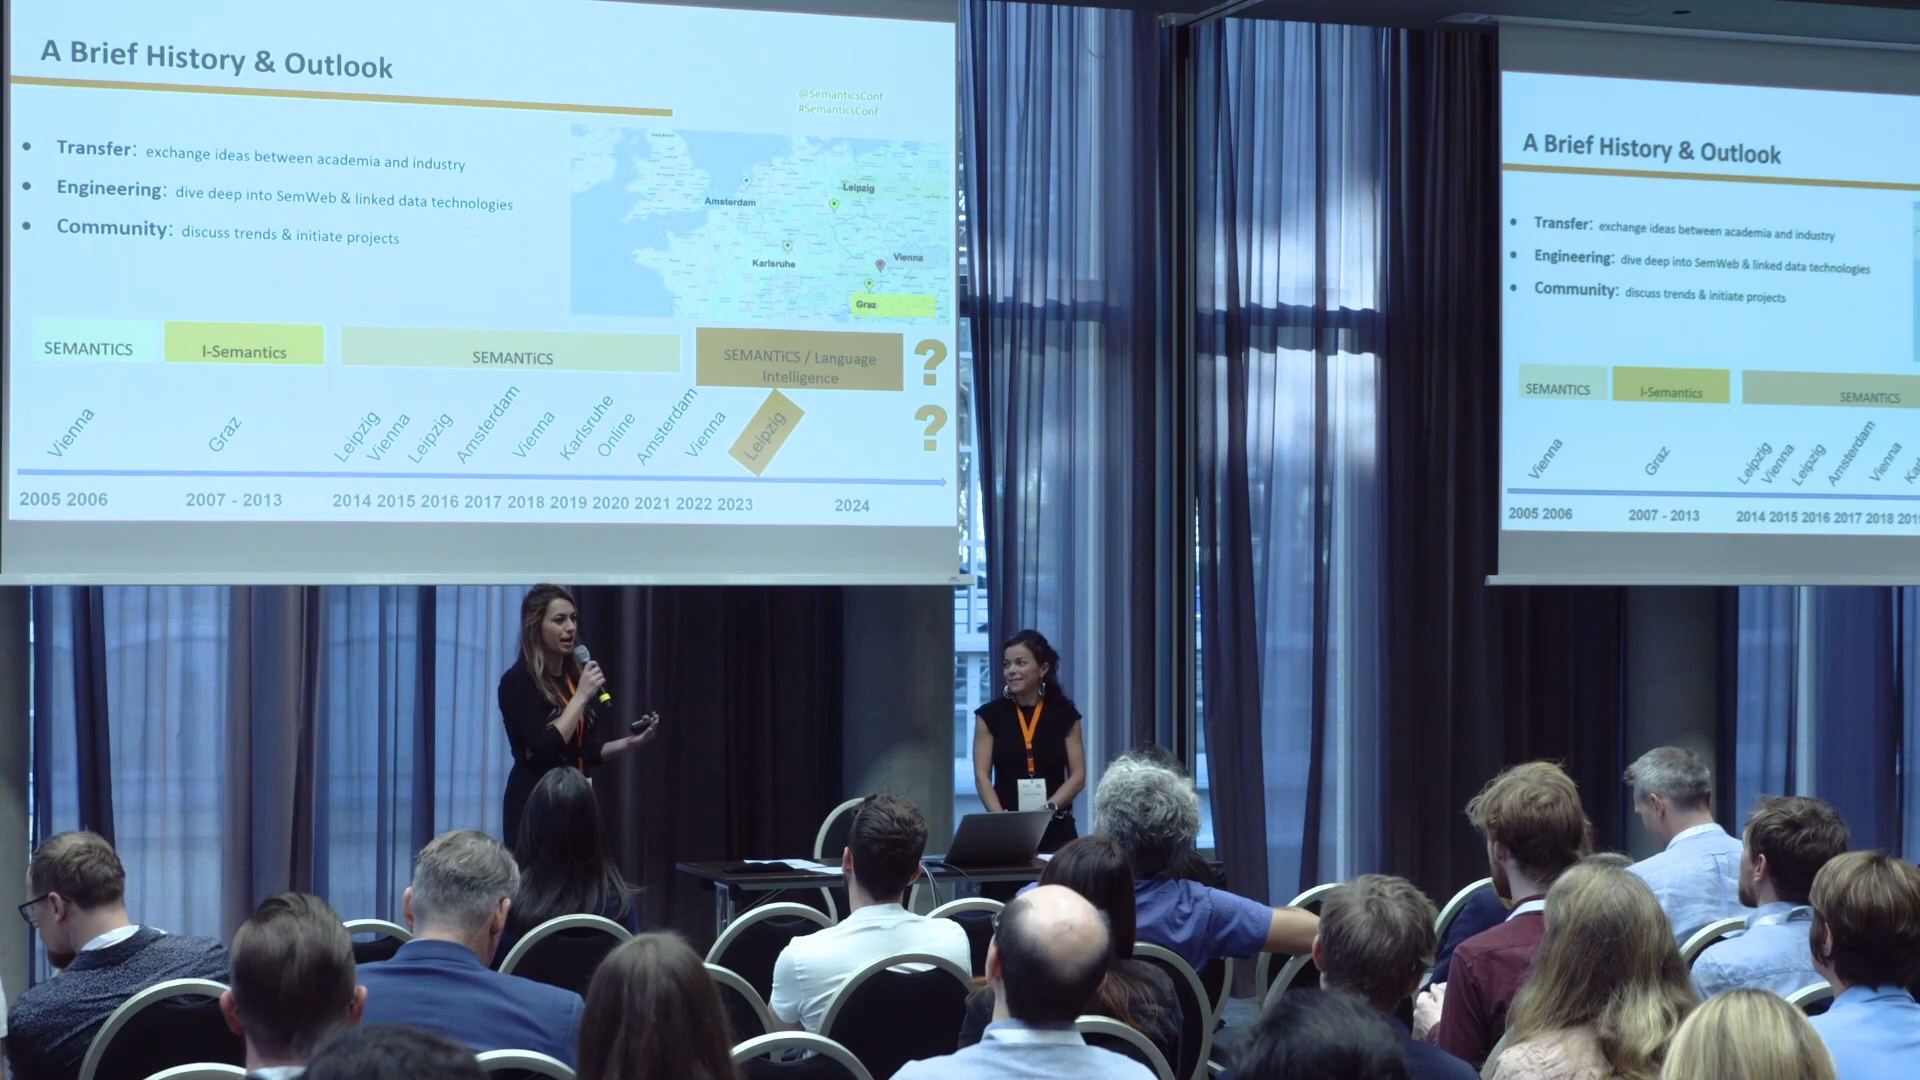 A Brief History & Outlook
@SemanticsConf
#SemanticsConf
• Transfer: exchange ideas between academia and industry
• Engineering: dive deep into SemWeb & linked data technologies
• Community: discuss trends & initiate projects
Leipzig
Amsterdam
Vienna
Karlsruhe
Graz
SEMANTICS
I-Semantics
SEMANTiCS
SEMANTiCS / Language
Intelligence
?
Vienna
Graz
Leipzig
Vienna
Leipzig
Amsterdam
Vienna
Karlsruhe
Online
Amsterdam
Vienna
Leipzig
?
2005 2006
2007 - 2013
2014 2015 2016 2017 2018 2019 2020 2021 2022 2023
2024
A Brief History & Outlook
• Transfer: exchange ideas between academia and industry
• Engineering: dive deep into SemWeb & linked data technologies
• Community: discuss trends & initiate projects
SEMANTICS
I-Semantics
SEMANTiCS
Vienna
Graz
Leipzig
Vienna
Leipzig
Amsterdam
Vienna
2005 2006
2007 - 2013
2014 2015 2016 2017 2018 201